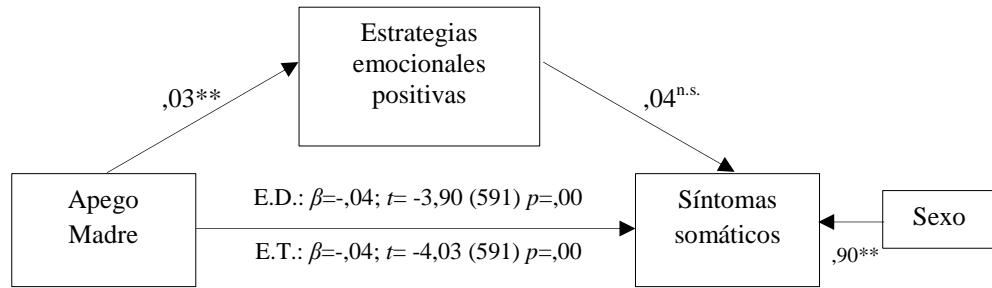 Estrategias
emocionales
positivas
,03**
,04n.s.
Apego
Madre
E.D.: β=-,04; t= -3,90 (591) p=,00
E.T.: β=-,04; t= -4,03 (591) p=,00
Síntomas
somáticos
Sexo
,90**